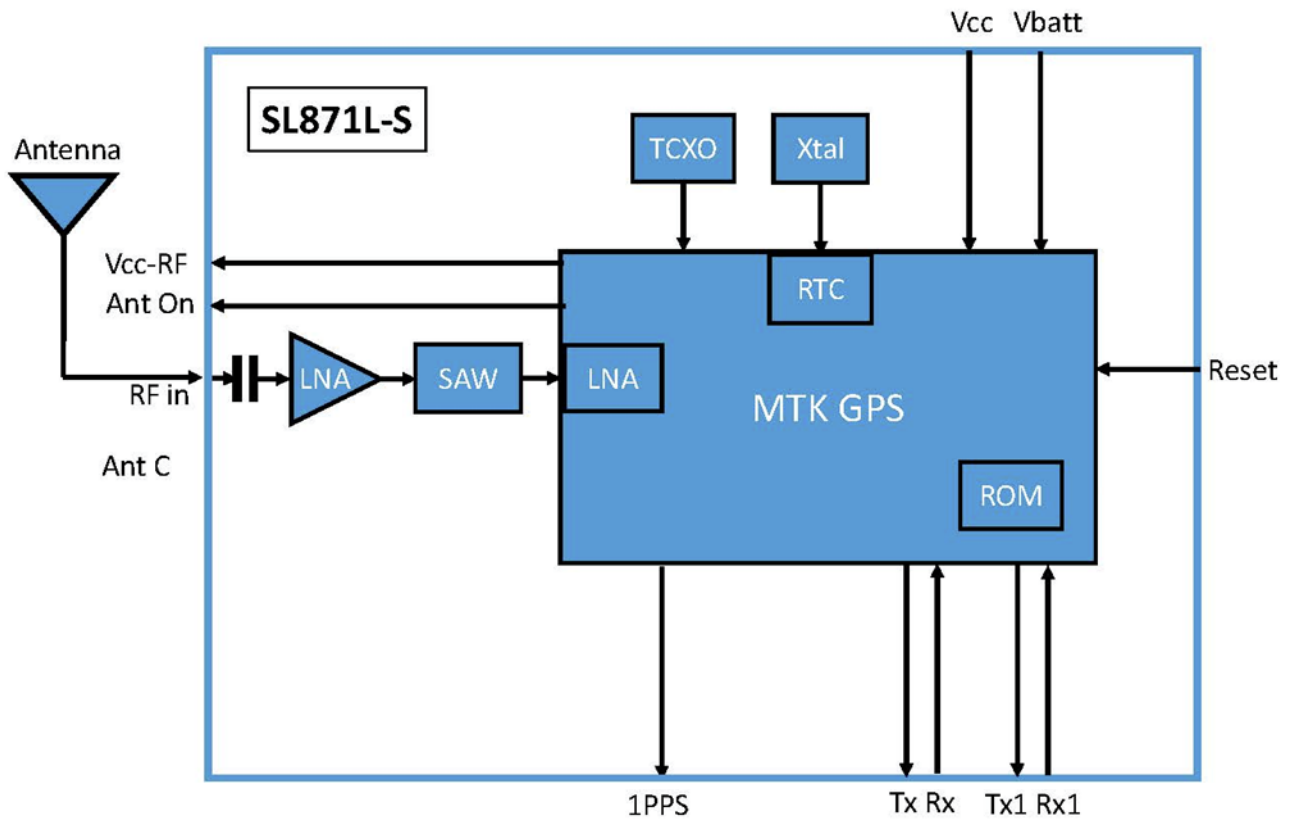 Vcc Vbatt
SL871L-S
TCXO
Xtal
Antenna
Vcc-RF
RTC
Ant On
LNA
SAW
LNA
Reset
RF in
MTK GPS
Ant C
ROM
1PPS
Tx Rx
Tx1 Rx1